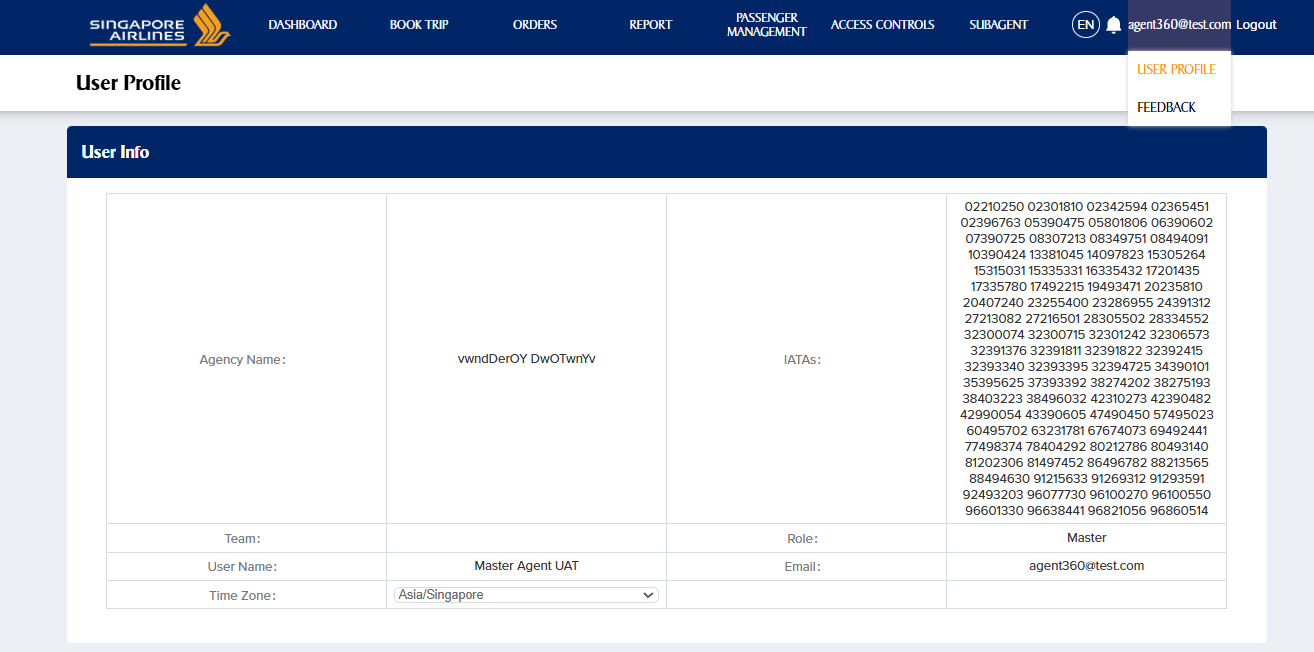 SINGAPORE
AIRLINES
DASHBOARD
BOOK TRIP
ORDERS
REPORT
PASSENGER
MANAGEMENT
ACCESS CONTROLS
SUBAGENT
EN
agent360@test.com
Logout
USER PROFILE
FEEDBACK
User Profile
User Info
Agency Name:
vwndDerOY DwOTwnYv
IATAs:
02210250 02301810 02342594 02365451
02396763 05390475 05801806 06390602
07390725 08307213 08349751 08494091
10390424 13381045 14097823 15305264
15315031 15335331 16335432 17201435
17335780 17492215 19493471 20235810
20407240 23255400 23286955 24391312
27213082 27216501 28305502 28334552
32300074 32300715 32301242 32306573
32391376 32391811 32391822 32392415
32393340 32393395 32394725 34390101
35395625 37393392 38274202 38275193
38403223 38496032 42310273 42390482
42990054 43390605 47490450 57495023
60495702 63231781 67674073 69492441
77498374 78404292 80212786 80493140
81202306 81497452 86496782 88213565
88494630 91215633 91269312 91293591
92493203 96077730 96100270 96100550
96601330 96638441 96821056 96860514
Team:
Role:
Master
User Name:
Master Agent UAT
Email:
agent360@test.com
Time Zone:
Asia/Singapore